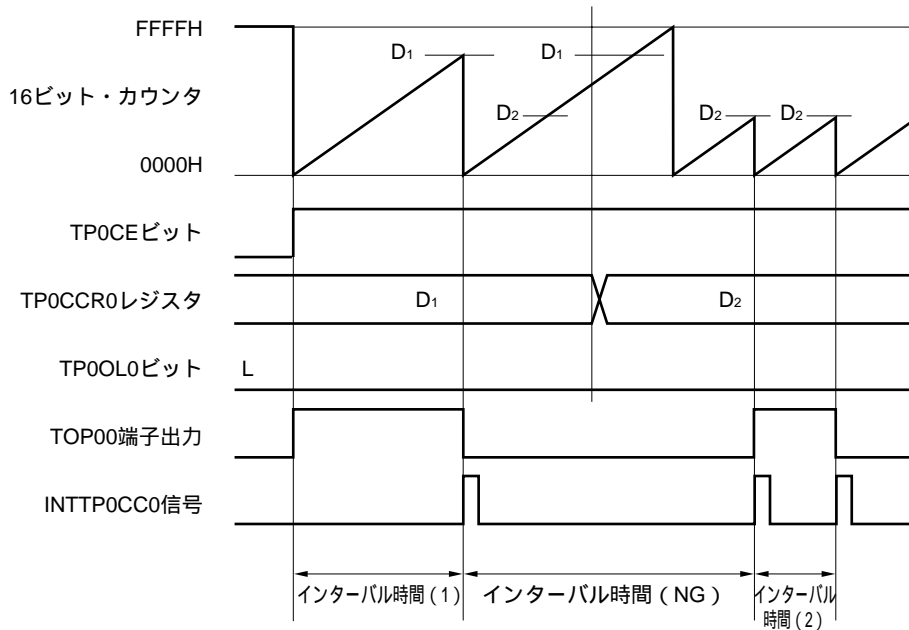 FFFFH
D1
D1
16ビット・カウンタ
D2
D2
D2
0000H
TP0CEビット
TP0CCR0レジスタ
D1
D2
TP0OL0ビット
L
TOP00端子出力
INTTP0CC0信号
インターバル時間(1)
インターバル時間(NG)
インターバル
時間(2)